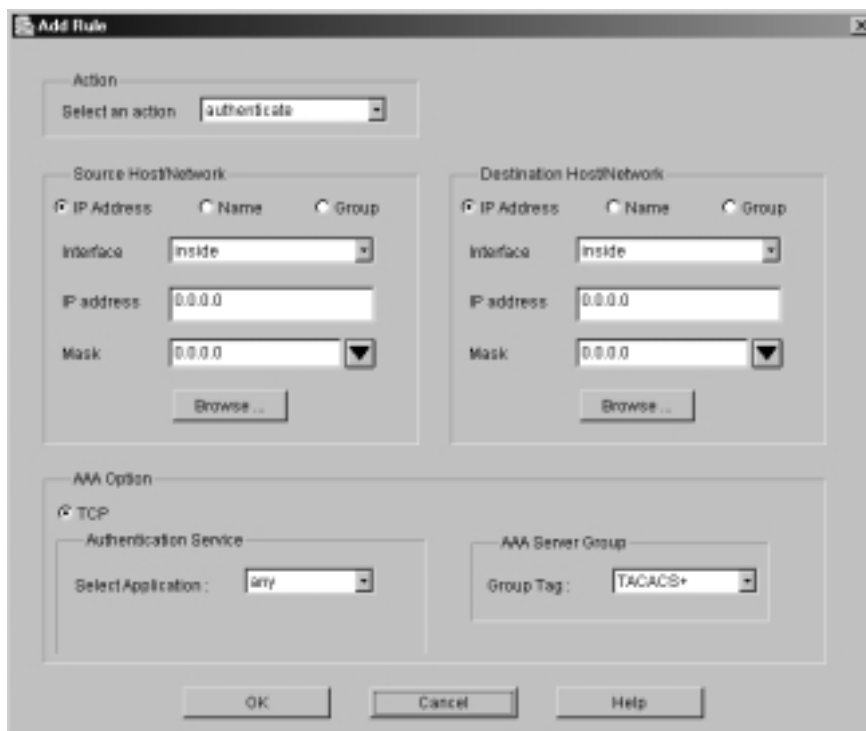 Add Rule
Action
Select an action authenticate
Source Host/Network
IP Address Name Group
Interface inside
IP address 0.0.0.0
Mask 0.0.0.0
Browse ...
Destination Host/Network
IP Address Name Group
Interface inside
IP address 0.0.0.0
Mask 0.0.0.0
Browse ...
AAA Option
TCP
Authentication Service
Select Application : any
AAA Server Group
Group Tag : TACACS+
OK Cancel Help